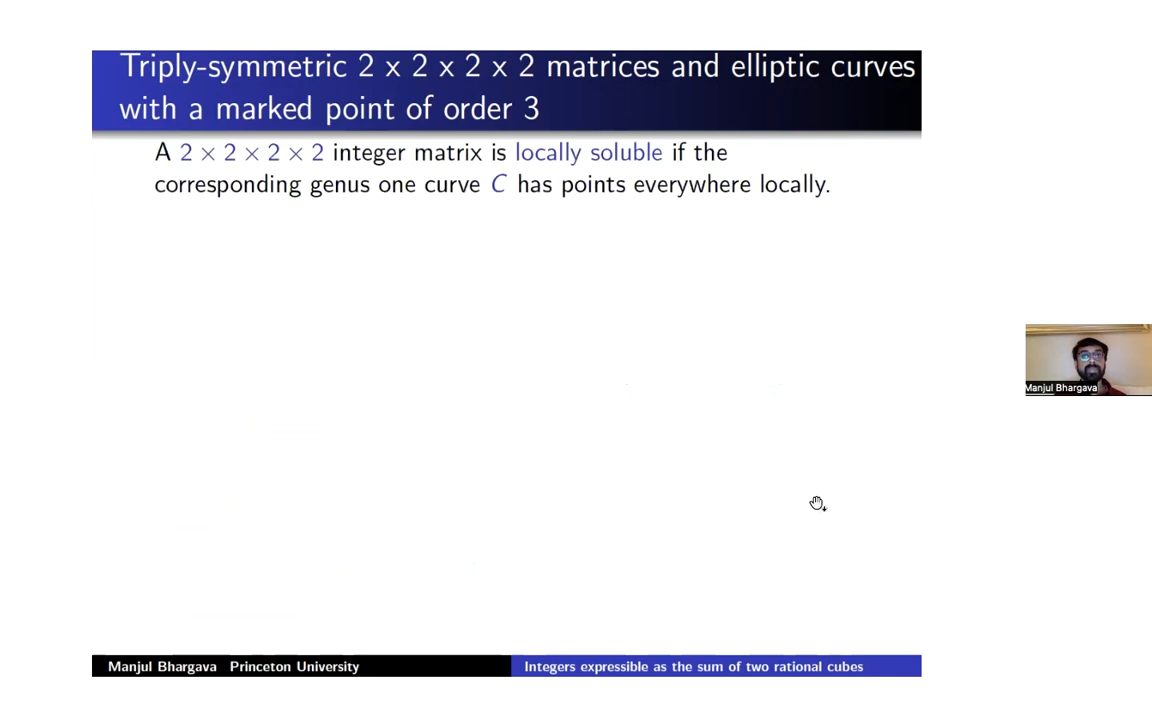 Triply-symmetric 2 x 2 x 2 x 2 matrices and elliptic curves
with a marked point of order 3
A 2 × 2 × 2 × 2 integer matrix is locally soluble if the
corresponding genus one curve C has points everywhere locally.
Manjul Bhargava
Manjul Bhargava Princeton University
Integers expressible as the sum of two rational cubes